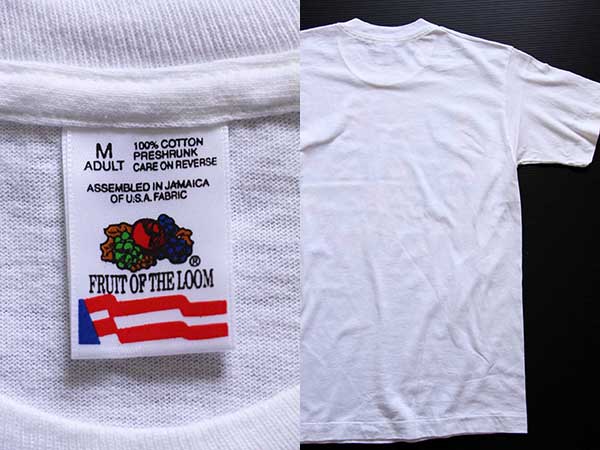 M
ADULT
100% COTTON
PRESHRUNK
CARE ON REVERSE
ASSEMBLED IN JAMAICA
OF U.S.A. FABRIC
®
FRUIT OF THE LOOM